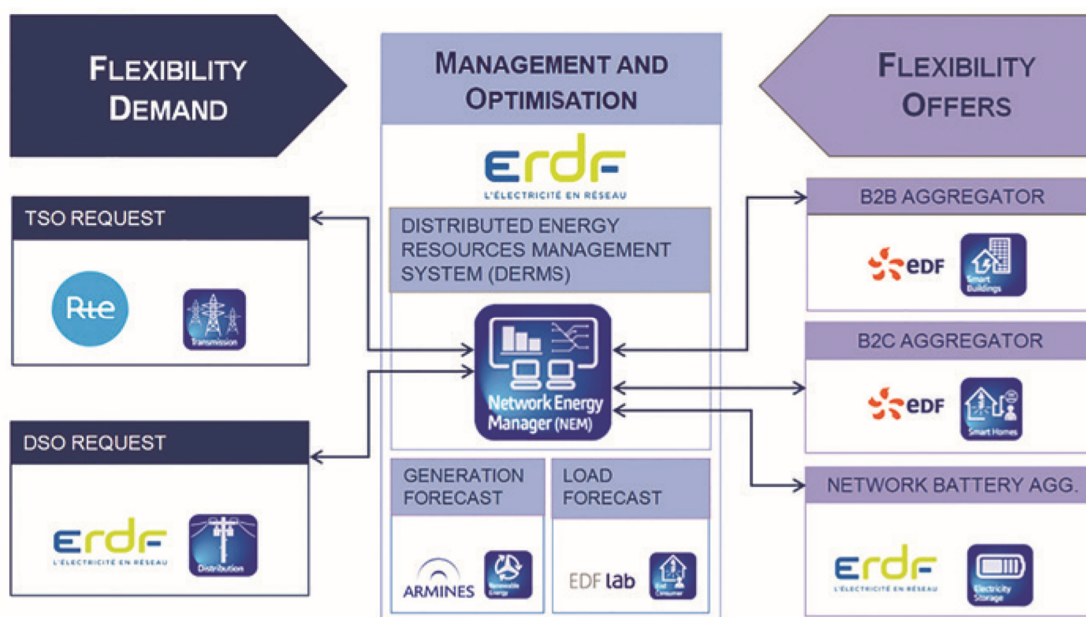 FLEXIBILITY
DEMAND
TSO REQUEST
Rte
Transmission
DSO REQUEST
erdF
L'ÉLECTRICITÉ EN RÉSEAU
Distribution
MANAGEMENT AND
OPTIMISATION
erdF
L'ÉLECTRICITÉ EN RÉSEAU
DISTRIBUTED ENERGY
RESOURCES MANAGEMENT
SYSTEM (DERMS)
Network Energy
Manager (NEM)
GENERATION
FORECAST
ARMINES
Renewable
Energy
LOAD
FORECAST
EDF lab
End
Consumer
FLEXIBILITY
OFFERS
B2B AGGREGATOR
eDF
Smart
Buildings
B2C AGGREGATOR
eDF
Smart Homes
NETWORK BATTERY AGG.
erdF
L'ÉLECTRICITÉ EN RÉSEAU
Electricity
Storage